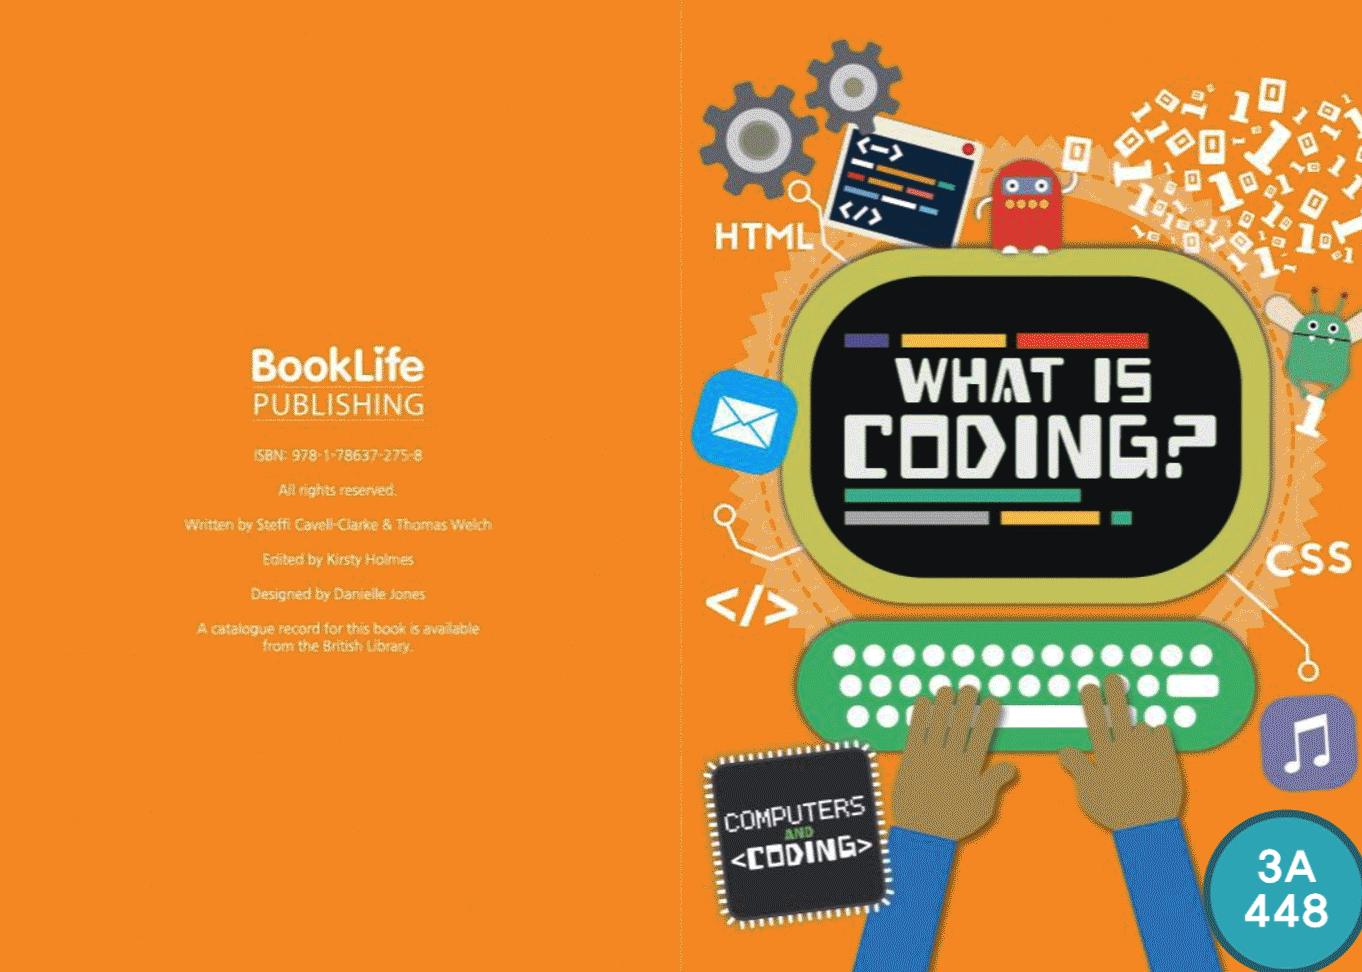 BookLife
PUBLISHING
ISBN: 978-1-78637-275-8
All rights reserved.
Written by Steffi Cavell-Clarke & Thomas Welch
Edited by Kirsty Holmes
Designed by Danielle Jones
A catalogue record for this book is available
from the British Library.
<->
</>
HTML
WHAT IS
CODING?
1
CSS
</>
COMPUTERS
AND
<CODING>
3A
448